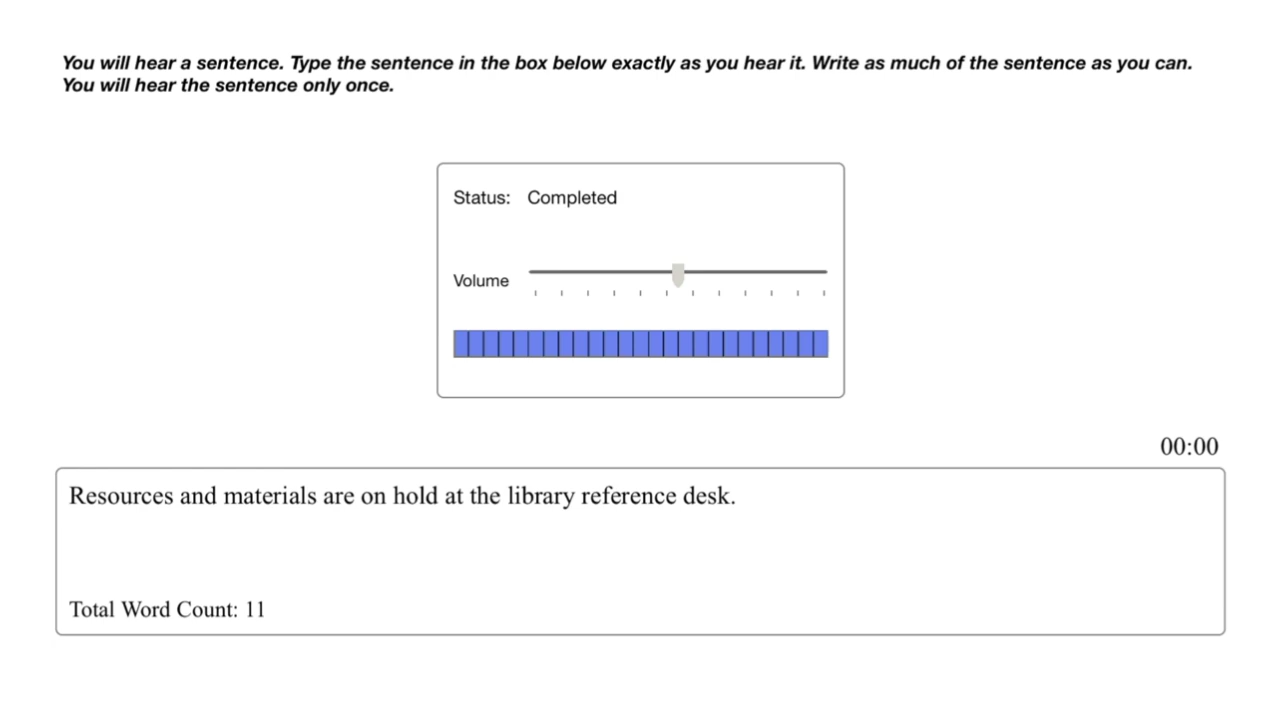 You will hear a sentence. Type the sentence in the box below exactly as you hear it. Write as much of the sentence as you can.
You will hear the sentence only once.
Status: Completed
Volume
00:00
Resources and materials are on hold at the library reference desk.
Total Word Count: 11